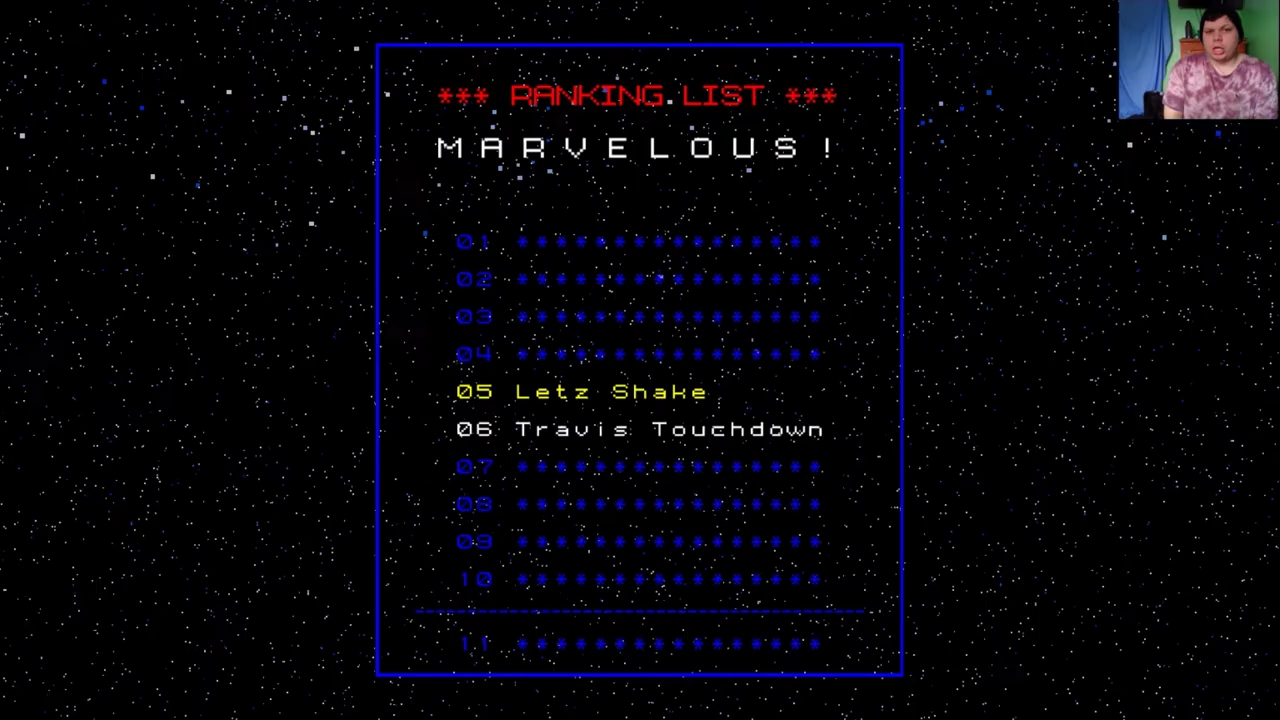 *** RANKING LIST ***
MARVELOUS!
01 ****************
02 ****************
03 ****************
04 ****************
05 Letz Shake
06 Travis Touchdown
07 ****************
08 ****************
09 ****************
10 ****************
11 ****************